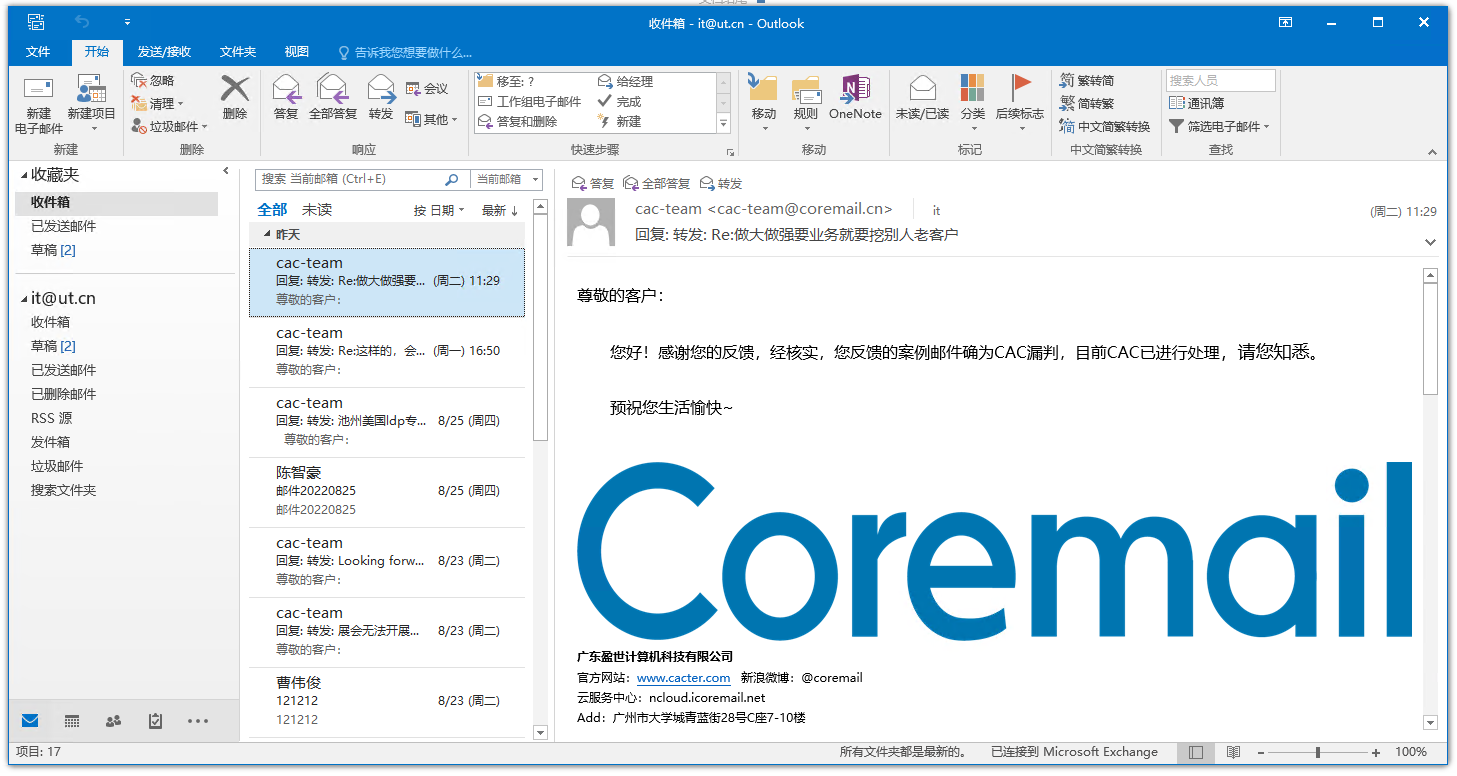 收件箱 - it@ut.cn - Outlook
文件 开始 发送/接收 文件夹 视图 告诉我您想要做什么...
新建
电子邮件
新建项目
新建
忽略
清理
垃圾邮件
删除
删除
答复 全部答复 转发
会议
其他
响应
移至: ?
工作组电子邮件
答复和删除
给经理
完成
新建
快速步骤
移动 规则 OneNote
移动
未读/已读 分类 后续标志
标记
繁转简
简转繁
中文简繁转换
中文简繁转换
搜索人员
通讯簿
筛选电子邮件
查找
收藏夹
收件箱
已发送邮件
草稿 [2]
it@ut.cn
收件箱
草稿 [2]
已发送邮件
已删除邮件
RSS 源
发件箱
垃圾邮件
搜索文件夹
搜索 当前邮箱 (Ctrl+E) 当前邮箱
全部 未读 按 日期 最新 ↓
昨天
cac-team
回复: 转发: Re:做大做强要... (周二) 11:29
尊敬的客户:
cac-team
回复: 转发: Re:这样的，会... (周一) 16:50
尊敬的客户:
cac-team
回复: 转发: 池州美国ldp专... 8/25 (周四)
尊敬的客户:
陈智豪
邮件20220825 8/25 (周四)
邮件20220825
cac-team
回复: 转发: Looking forw... 8/23 (周二)
尊敬的客户:
cac-team
回复: 转发: 展会无法开展... 8/23 (周二)
尊敬的客户:
曹伟俊
121212 8/23 (周二)
121212
答复 全部答复 转发
cac-team <cac-team@coremail.cn> it (周二) 11:29
回复: 转发: Re:做大做强要业务就要挖别人老客户
尊敬的客户：
您好！感谢您的反馈，经核实，您反馈的案例邮件确为CAC漏判，目前CAC已进行处理，请您知悉。
预祝您生活愉快~
Coremail
广东盈世计算机科技有限公司
官方网站：www.cacter.com 新浪微博：@coremail
云服务中心：ncloud.icoremail.net
Add：广州市大学城青蓝街28号C座7-10楼
项目: 17 所有文件夹都是最新的。 已连接到 Microsoft Exchange 100%